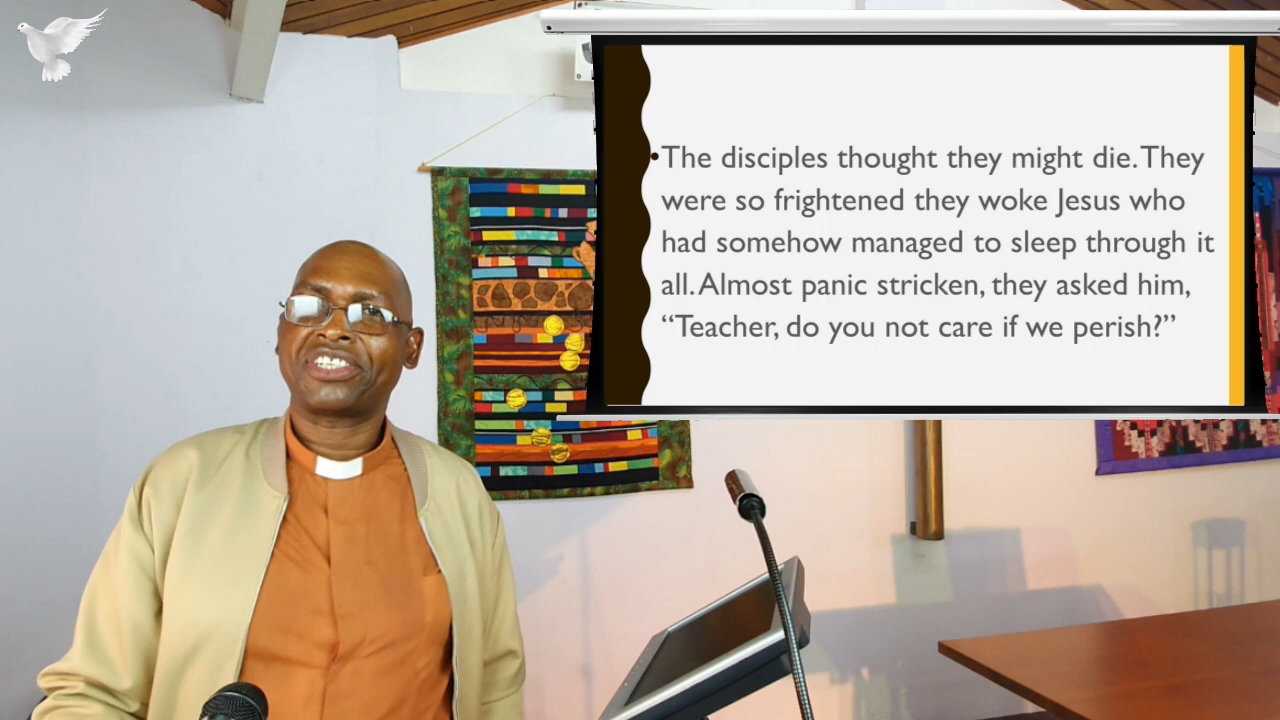 •The disciples thought they might die. They
were so frightened they woke Jesus who
had somehow managed to sleep through it
all. Almost panic stricken, they asked him,
“Teacher, do you not care if we perish?”